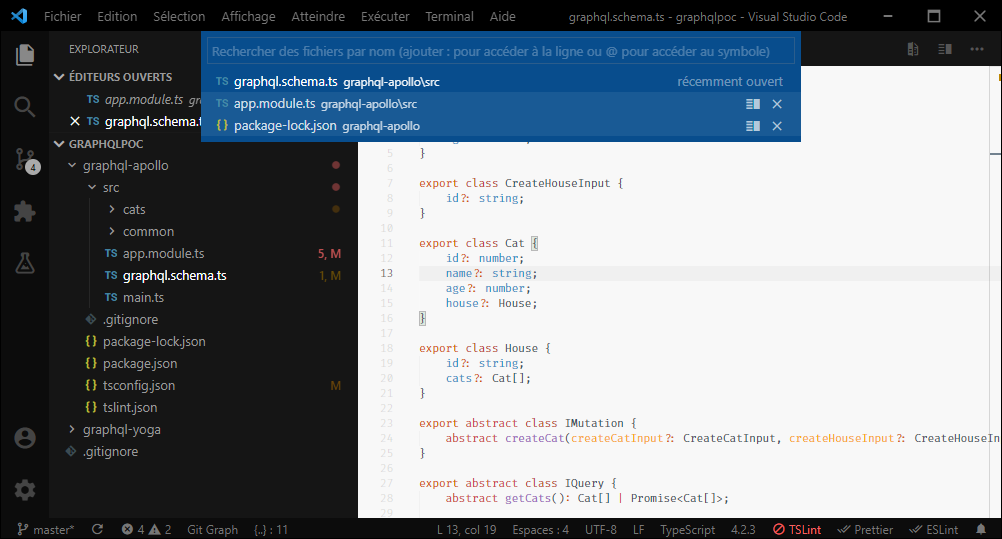 Fichier Edition Sélection Affichage Atteindre Exécuter Terminal Aide graphql.schema.ts - graphqlpoc - Visual Studio Code
EXPLORATEUR
Rechercher des fichiers par nom (ajouter : pour accéder à la ligne ou @ pour accéder au symbole)
TS graphql.schema.ts graphql-apollo\src récemment ouvert
TS app.module.ts graphql-apollo\src
{} package-lock.json graphql-apollo
ÉDITEURS OUVERTS
TS app.module.ts
TS graphql.schema.t
GRAPHQLPOC
graphql-apollo
src
cats
common
TS app.module.ts 5, M
TS graphql.schema.ts 1, M
TS main.ts
.gitignore
{} package-lock.json
{} package.json
{} tsconfig.json M
{} tslint.json
graphql-yoga
.gitignore
4
5 }
6
7 export class CreateHouseInput {
8 id?: string;
9 }
10
11 export class Cat {
12 id?: number;
13 name?: string;
14 age?: number;
15 house?: House;
16 }
17
18 export class House {
19 id?: string;
20 cats?: Cat[];
21 }
22
23 export abstract class IMutation {
24 abstract createCat(createCatInput?: CreateCatInput, createHouseInput?: CreateHouseIn
25 }
26
27 export abstract class IQuery {
28 abstract getCats(): Cat[] | Promise<Cat[]>;
master* 4 2 Git Graph {..} : 11 L 13, col 19 Espaces : 4 UTF-8 LF TypeScript 4.2.3 TSLint Prettier ESLint